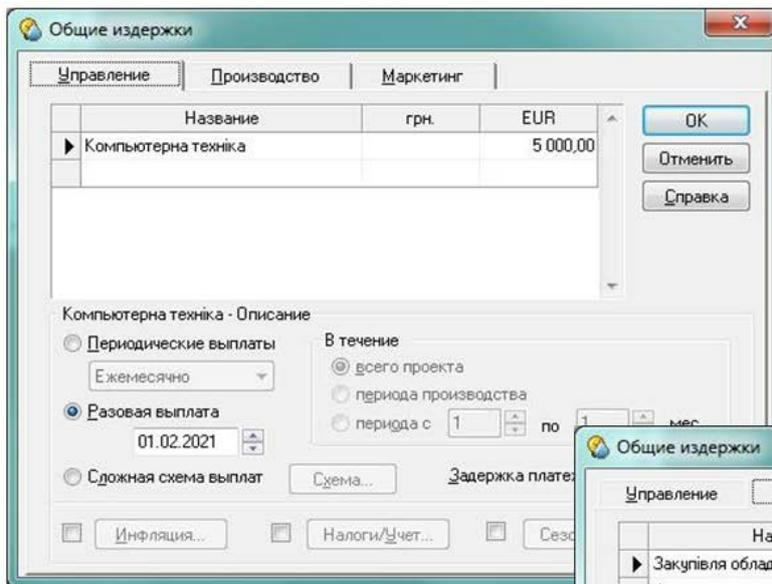 Общие издержки
Управление Производство Маркетинг
Название грн. EUR
Компьютерна техніка 5 000,00
OK
Отменить
Справка
Компьютерна техніка - Описание
Периодические выплаты
Ежемесячно
Разовая выплата
01.02.2021
Сложная схема выплат Схема...
В течение
всего проекта
периода производства
периода с 1 по 1 мес
Задержка
Инфляция... Налоги/Учет...
Общие издержки
Управление
Закупівля